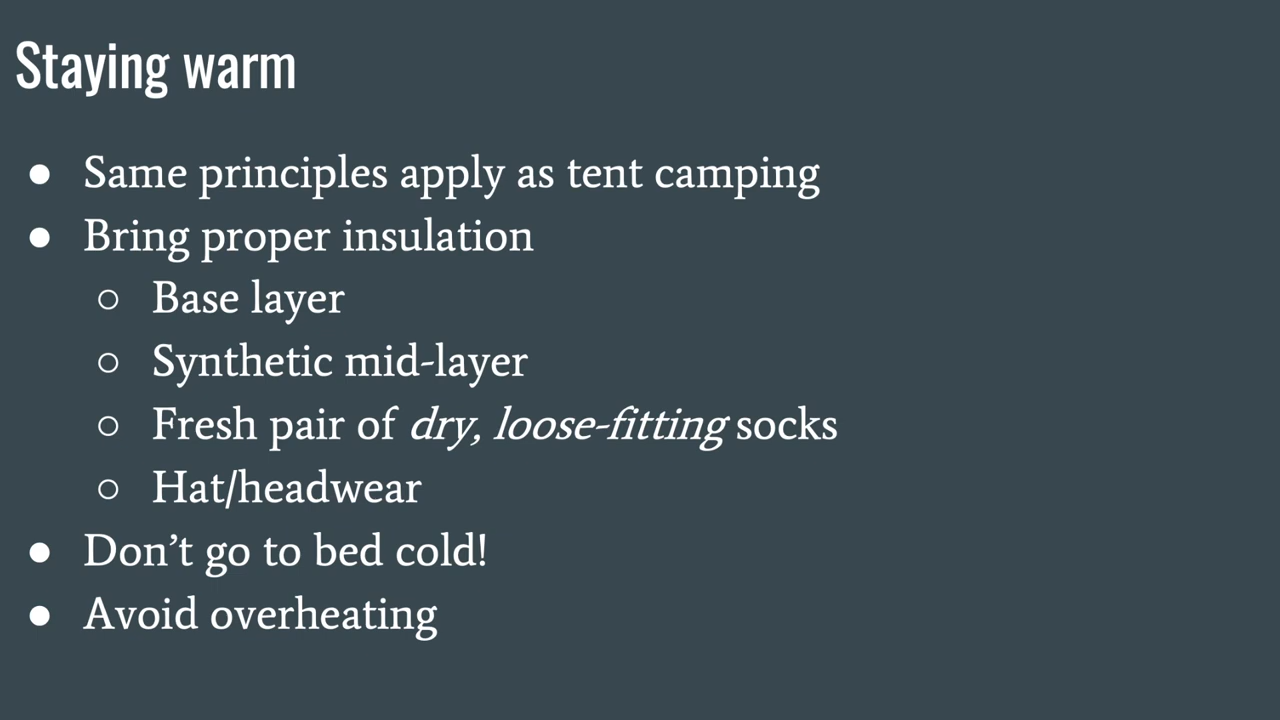 Staying warm
● Same principles apply as tent camping
● Bring proper insulation
○ Base layer
○ Synthetic mid-layer
○ Fresh pair of dry, loose-fitting socks
○ Hat/headwear
● Don’t go to bed cold!
● Avoid overheating